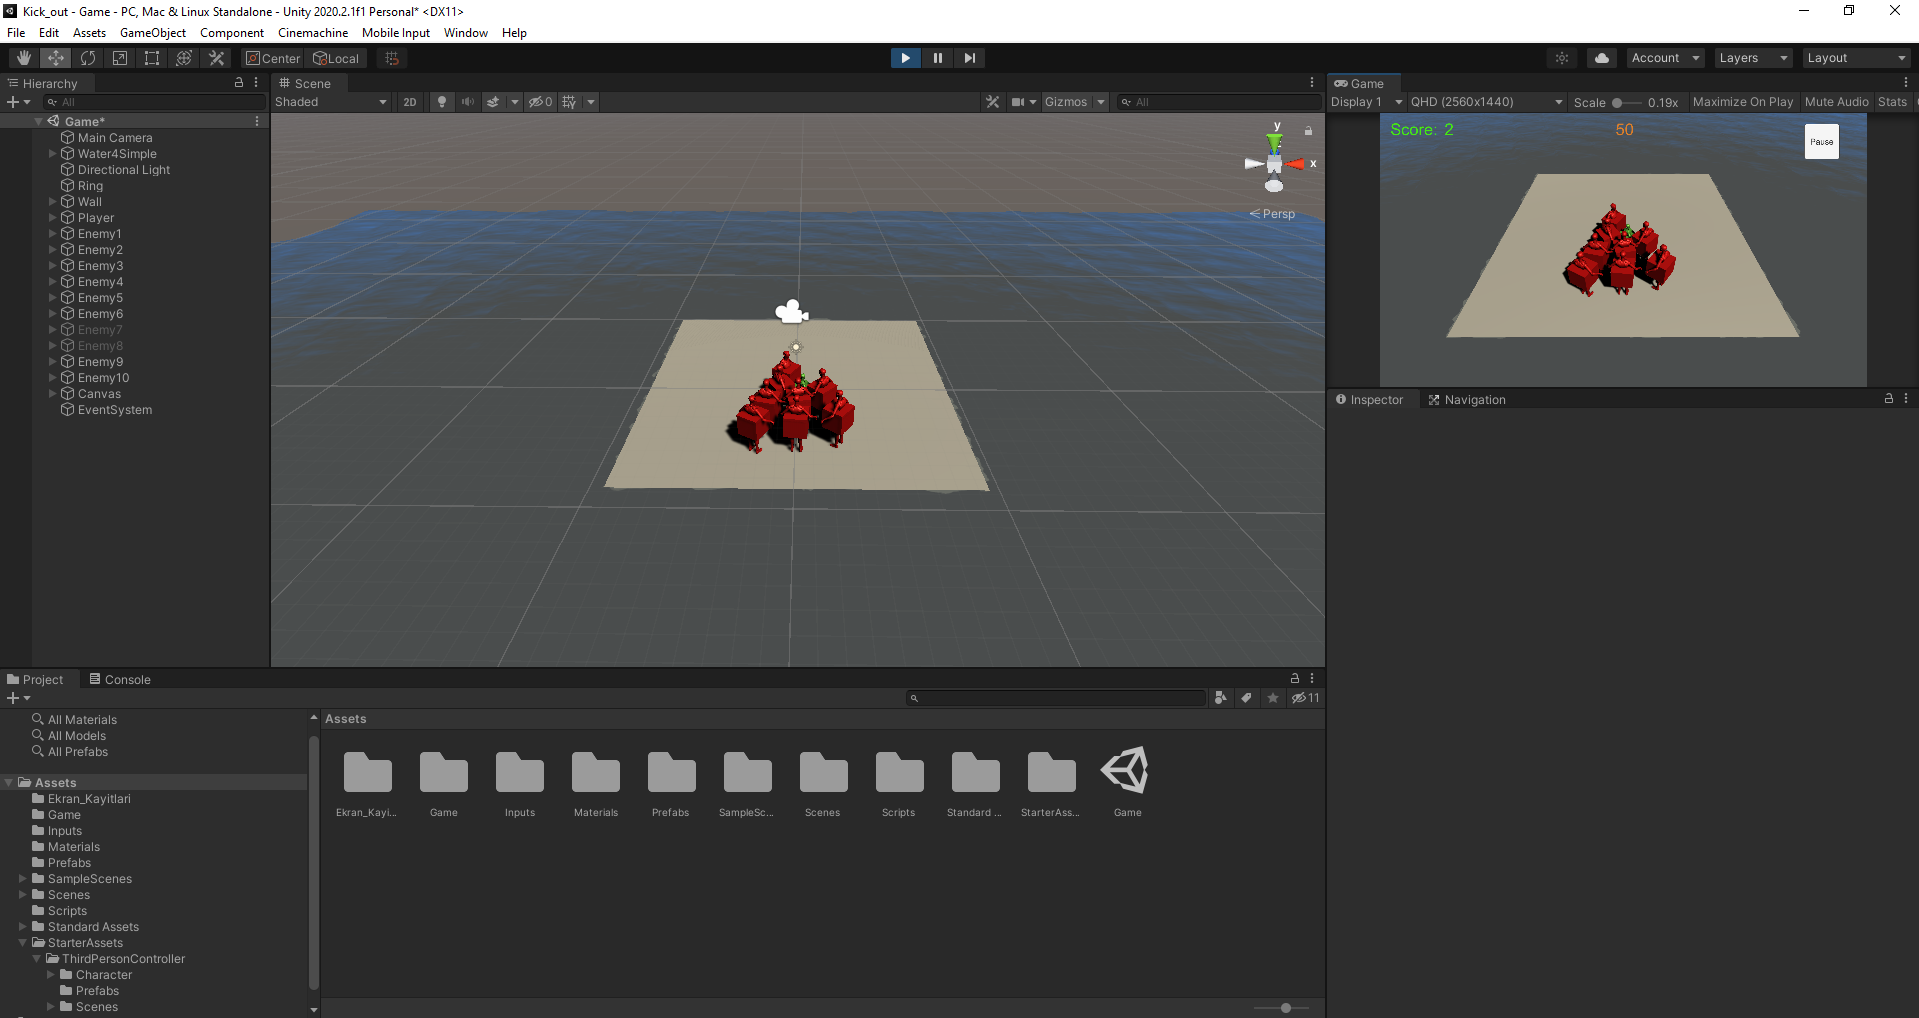 Kick_out - Game - PC, Mac & Linux Standalone - Unity 2020.2.1f1 Personal* <DX11>
File Edit Assets GameObject Component Cinemachine Mobile Input Window Help
Center Local Account Layers Layout
Hierarchy
All
Game*
Main Camera
Water4Simple
Directional Light
Ring
Wall
Player
Enemy1
Enemy2
Enemy3
Enemy4
Enemy5
Enemy6
Enemy7
Enemy8
Enemy9
Enemy10
Canvas
EventSystem
Scene
Shaded 2D 0 Gizmos All
y
x
Persp
Game
Display 1 QHD (2560x1440) Scale 0.19x Maximize On Play Mute Audio Stats
Score: 2 50 Pause
Inspector Navigation
Project Console
11
All Materials
All Models
All Prefabs
Assets
Ekran_Kayitlari
Game
Inputs
Materials
Prefabs
SampleScenes
Scenes
Scripts
Standard Assets
StarterAssets
ThirdPersonController
Character
Prefabs
Scenes
Assets
Ekran_Kayi... Game Inputs Materials Prefabs SampleSc... Scenes Scripts Standard ... StarterAss... Game